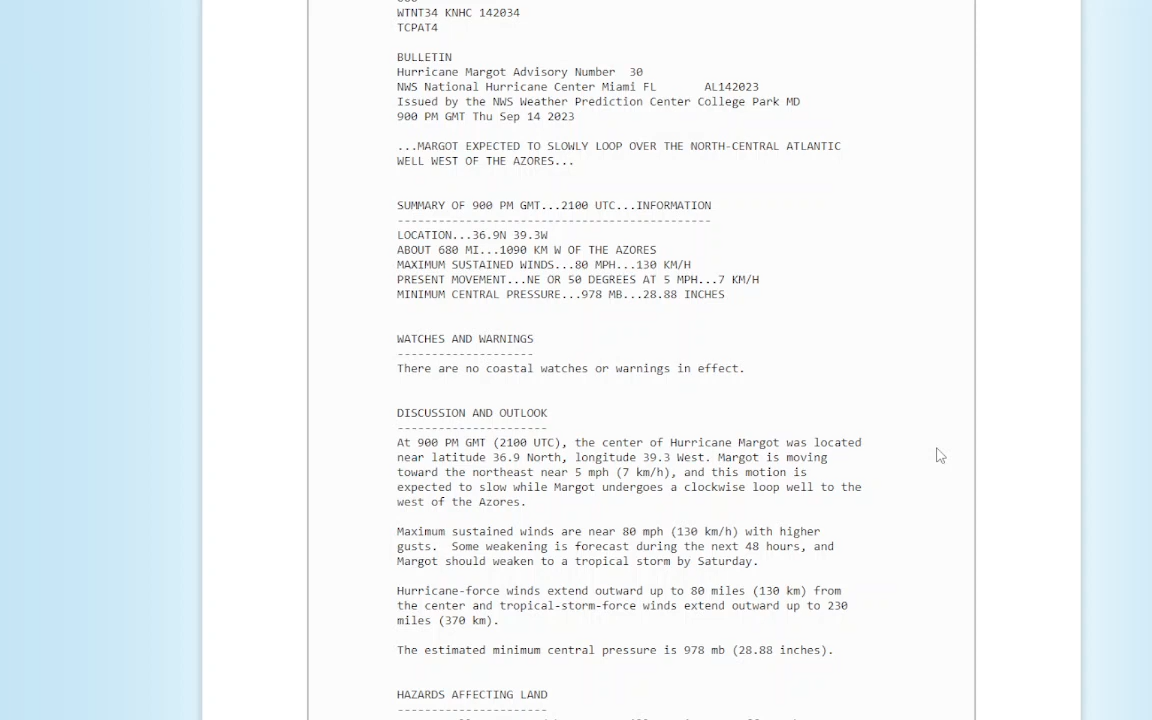 WTNT34 KNHC 142034
TCPAT4
BULLETIN
Hurricane Margot Advisory Number  30
NWS National Hurricane Center Miami FL       AL142023
Issued by the NWS Weather Prediction Center College Park MD
900 PM GMT Thu Sep 14 2023
...MARGOT EXPECTED TO SLOWLY LOOP OVER THE NORTH-CENTRAL ATLANTIC
WELL WEST OF THE AZORES...
SUMMARY OF 900 PM GMT...2100 UTC...INFORMATION
----------------------------------------------
LOCATION...36.9N 39.3W
ABOUT 680 MI...1090 KM W OF THE AZORES
MAXIMUM SUSTAINED WINDS...80 MPH...130 KM/H
PRESENT MOVEMENT...NE OR 50 DEGREES AT 5 MPH...7 KM/H
MINIMUM CENTRAL PRESSURE...978 MB...28.88 INCHES
WATCHES AND WARNINGS
--------------------
There are no coastal watches or warnings in effect.
DISCUSSION AND OUTLOOK
----------------------
At 900 PM GMT (2100 UTC), the center of Hurricane Margot was located
near latitude 36.9 North, longitude 39.3 West. Margot is moving
toward the northeast near 5 mph (7 km/h), and this motion is
expected to slow while Margot undergoes a clockwise loop well to the
west of the Azores.
Maximum sustained winds are near 80 mph (130 km/h) with higher
gusts.  Some weakening is forecast during the next 48 hours, and
Margot should weaken to a tropical storm by Saturday.
Hurricane-force winds extend outward up to 80 miles (130 km) from
the center and tropical-storm-force winds extend outward up to 230
miles (370 km).
The estimated minimum central pressure is 978 mb (28.88 inches).
HAZARDS AFFECTING LAND
----------------------